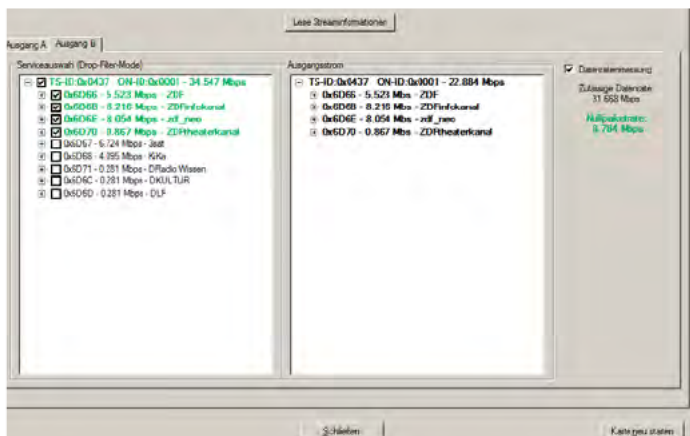 Lese Streaminformationen
Ausgang A Ausgang B
Serviceauswahl (Drop-Filter-Mode)
TS-ID:0x0437 ON-ID:0x0001 - 34.547 Mbps
0x6D66 - 5.523 Mbps - ZDF
0x6D6B - 8.216 Mbps - ZDFinfokanal
0x6D6E - 8.054 Mbps - zdf_neo
0x6D70 - 0.867 Mbps - ZDFtheaterkanal
0x6D67 - 6.724 Mbps - 3sat
0x6D68 - 4.095 Mbps - KiKa
0x6D71 - 0.281 Mbps - DRadio Wissen
0x6D6C - 0.281 Mbps - DKULTUR
0x6D6D - 0.281 Mbps - DLF
Ausgangsstrom
TS-ID:0x0437 ON-ID:0x0001 - 22.884 Mbps
0x6D66 - 5.523 Mbs - ZDF
0x6D6B - 8.216 Mbs - ZDFinfokanal
0x6D6E - 8.054 Mbs - zdf_neo
0x6D70 - 0.867 Mbs - ZDFtheaterkanal
Datenratenmessung
Zulässige Datenrate
31.668 Mbps
Nullpaketrate:
8.784 Mbps
Schließen
Karte neu starten